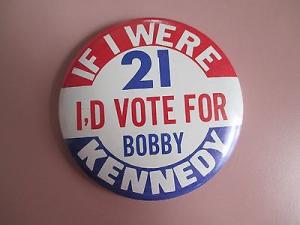 IF I WERE
21
I,D VOTE FOR
BOBBY
KENNEDY